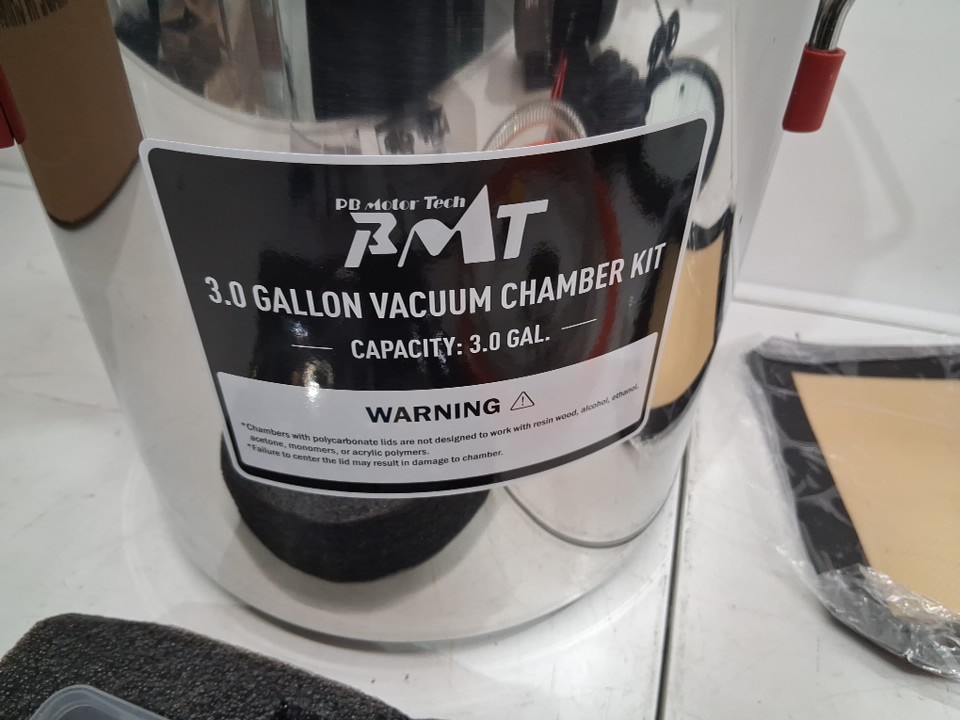 PB Motor Tech
BMT
3.0 GALLON VACUUM CHAMBER KIT
CAPACITY: 3.0 GAL.
WARNING
*Chambers with polycarbonate lids are not designed to work with resin wood, alcohol, ethanol,
acetone, monomers, or acrylic polymers.
*Failure to center the lid may result in damage to chamber.